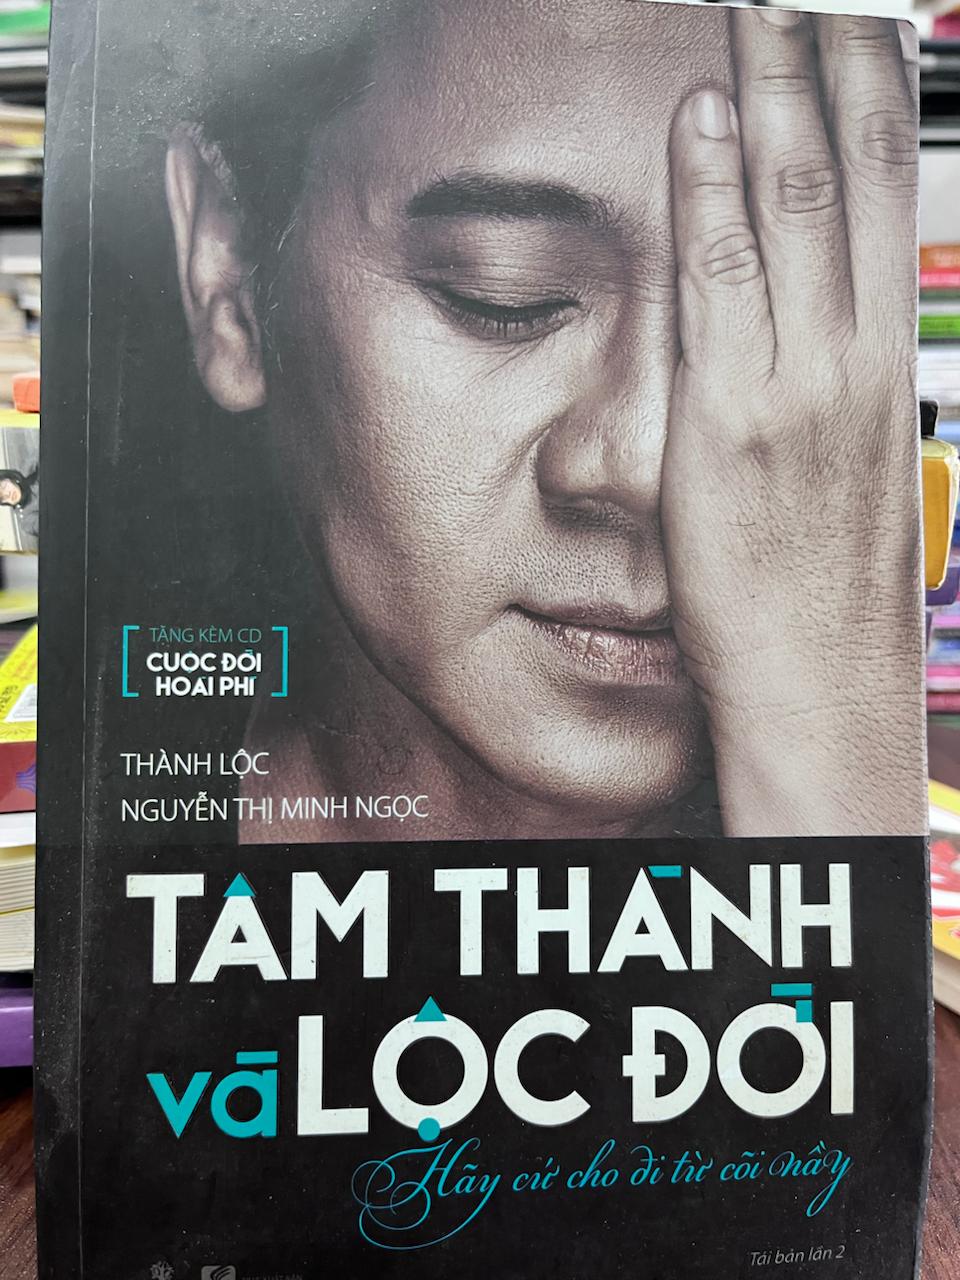 TẶNG KÈM CD
CUỘC ĐỜI
HOÀI PHÍ
THÀNH LỘC
NGUYỄN THỊ MINH NGỌC
TÂM THÀNH
và LỘC ĐỜI
Hãy cứ cho đi từ cõi nầy
Tái bản lần 2